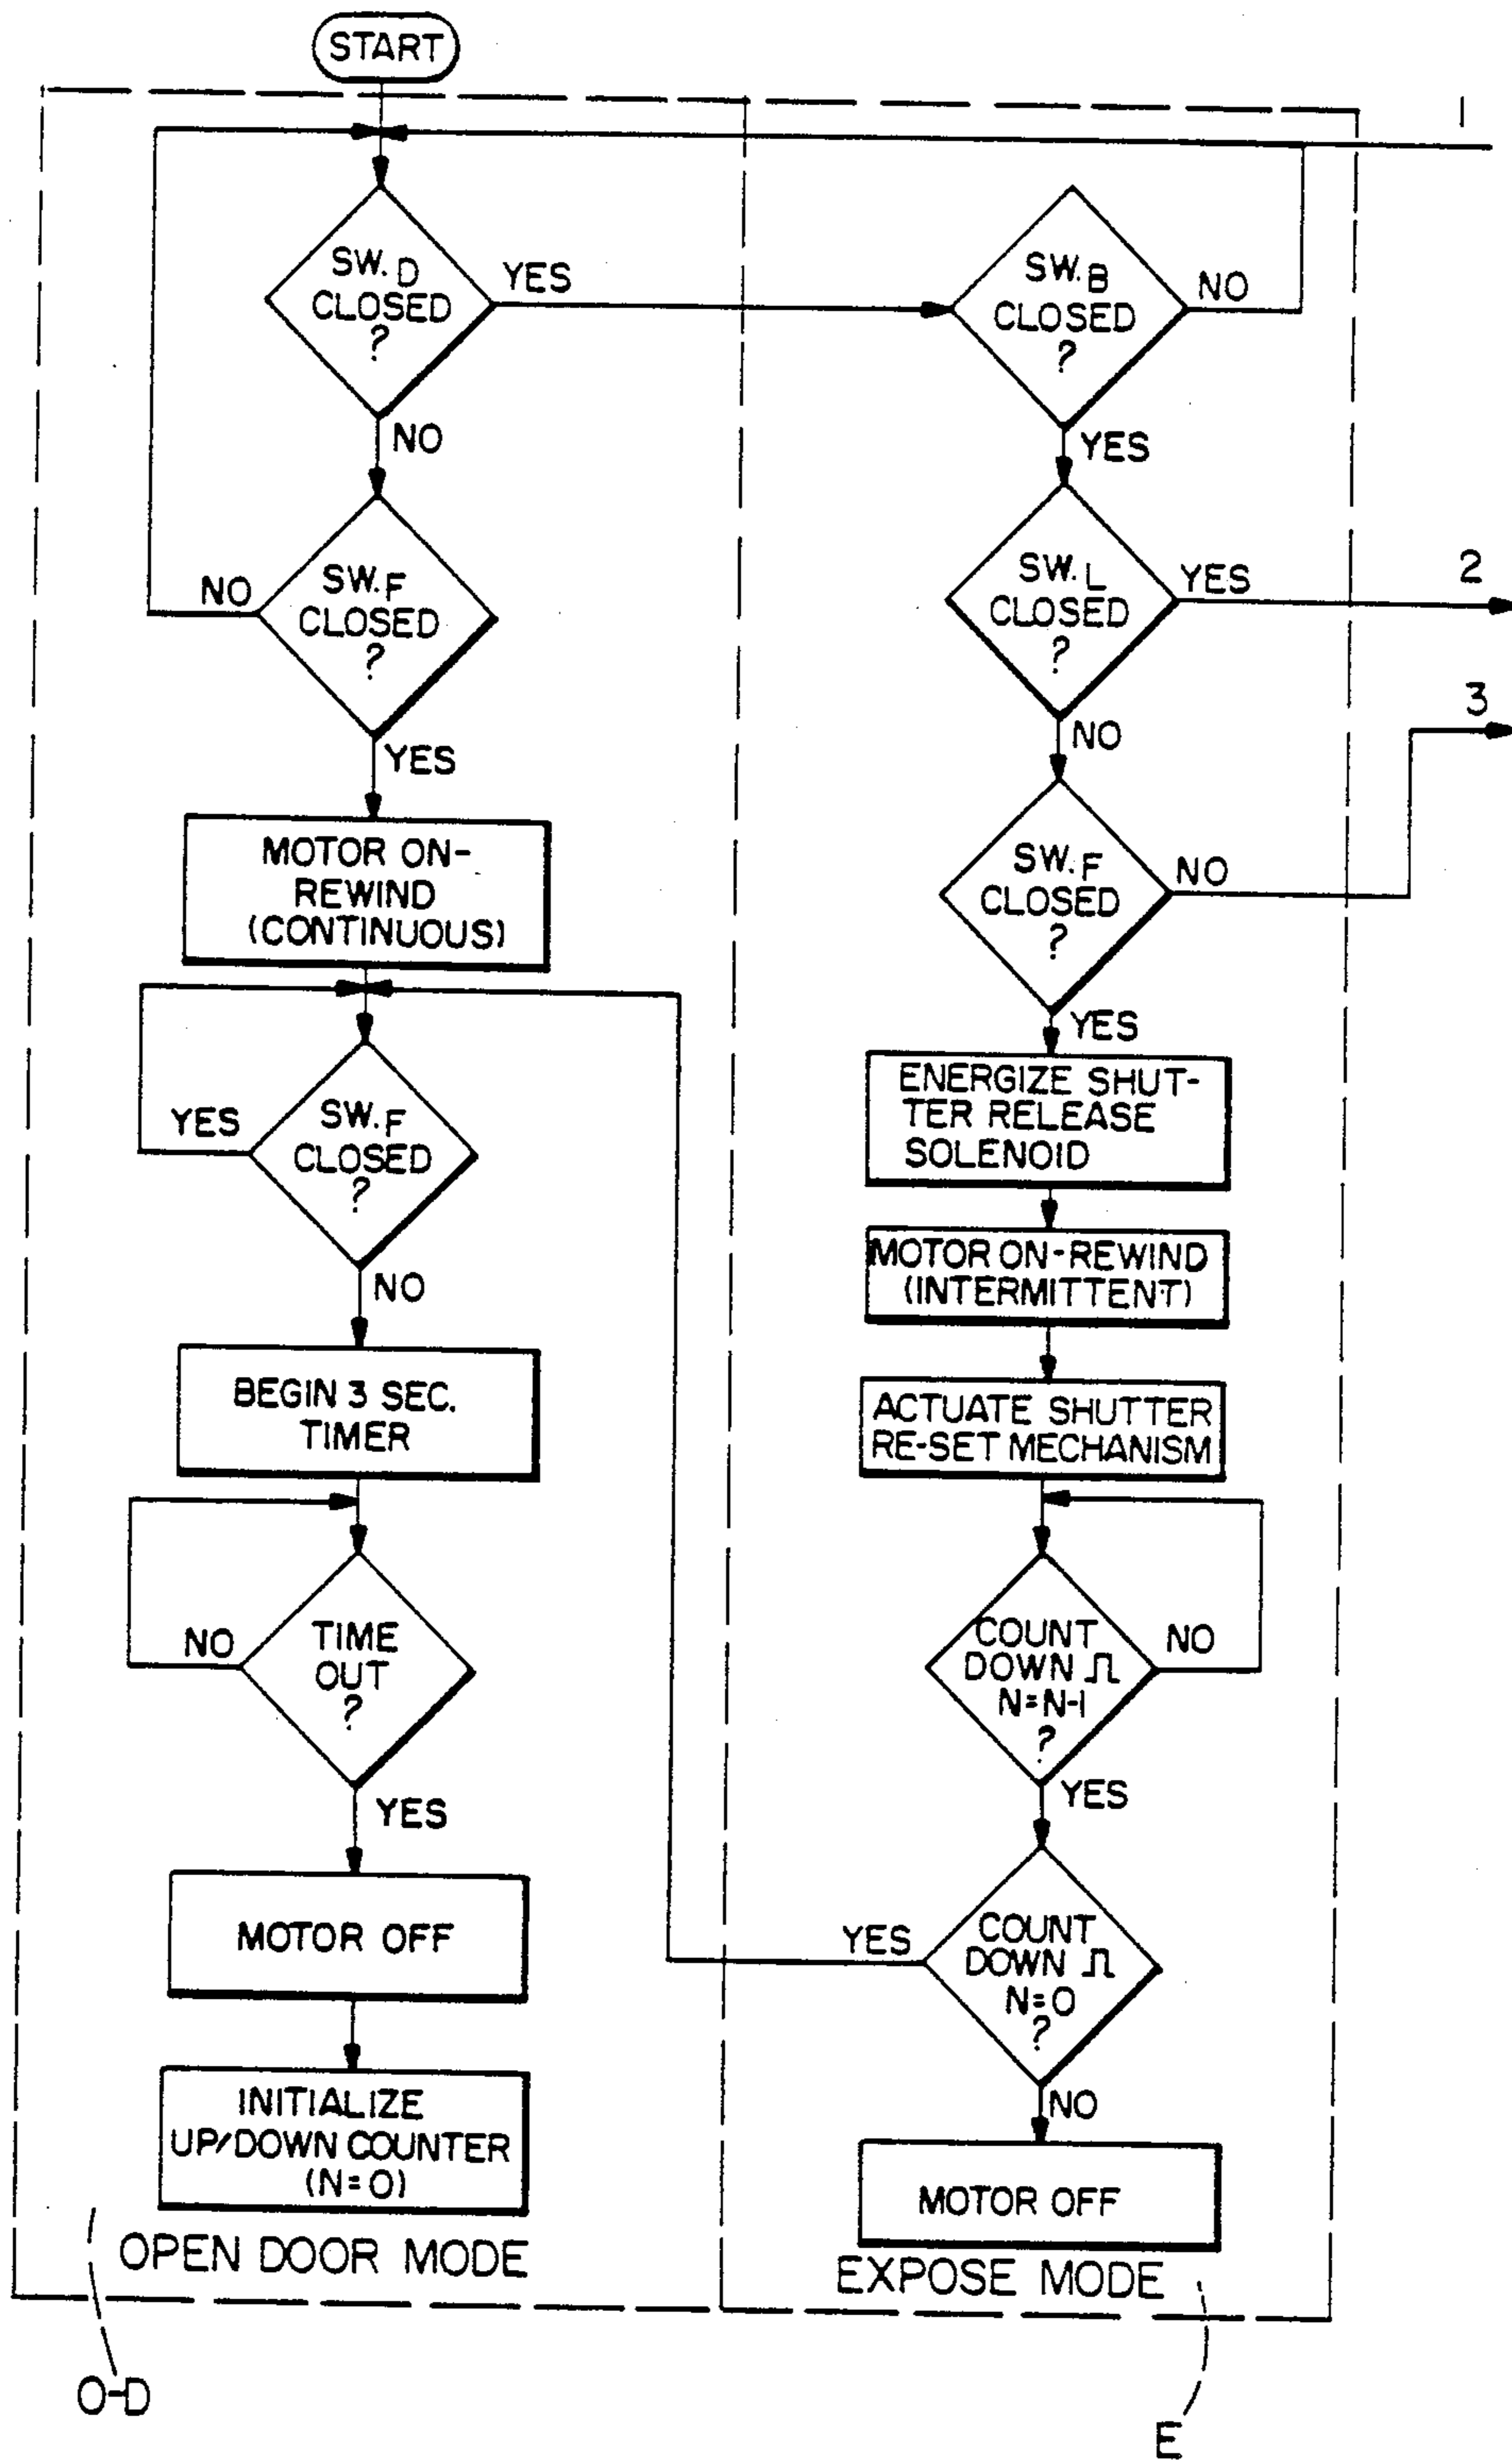 START
1
SW.D
CLOSED
?
YES
NO
SW.F
CLOSED
?
NO
YES
MOTOR ON-
REWIND
(CONTINUOUS)
SW.F
CLOSED
?
YES
NO
BEGIN 3 SEC.
TIMER
TIME
OUT
?
NO
YES
MOTOR OFF
INITIALIZE
UP/DOWN COUNTER
(N=0)
OPEN DOOR MODE
O-D
SW.B
CLOSED
?
NO
YES
SW.L
CLOSED
?
YES
2
NO
3
SW.F
CLOSED
?
NO
YES
ENERGIZE SHUT-
TER RELEASE
SOLENOID
MOTOR ON-REWIND
(INTERMITTENT)
ACTUATE SHUTTER
RE-SET MECHANISM
COUNT
DOWN ⎍
N=N-1
?
NO
YES
COUNT
DOWN ⎍
N=0
?
YES
NO
MOTOR OFF
EXPOSE MODE
E